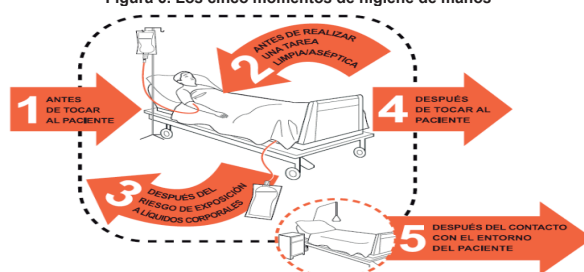 Figura 6. Los cinco momentos de higiene de manos
1 ANTES
DE TOCAR
AL PACIENTE
2 ANTES DE REALIZAR
UNA TAREA
LIMPIA/ASÉPTICA
3 DESPUÉS DEL
RIESGO DE EXPOSICIÓN
A LÍQUIDOS CORPORALES
4 DESPUÉS
DE TOCAR AL
PACIENTE
5 DESPUÉS DEL CONTACTO
CON EL ENTORNO
DEL PACIENTE